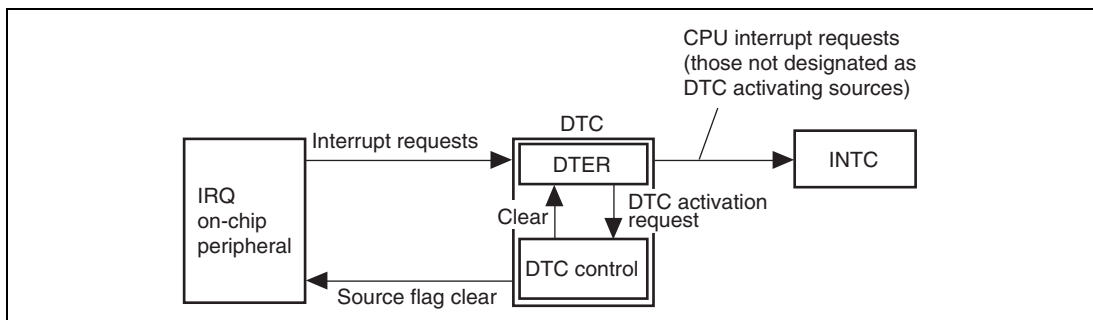 CPU interrupt requests
(those not designated as
DTC activating sources)
DTC
Interrupt requests
DTER
INTC
IRQ
on-chip
peripheral
Clear
DTC activation
request
DTC control
Source flag clear